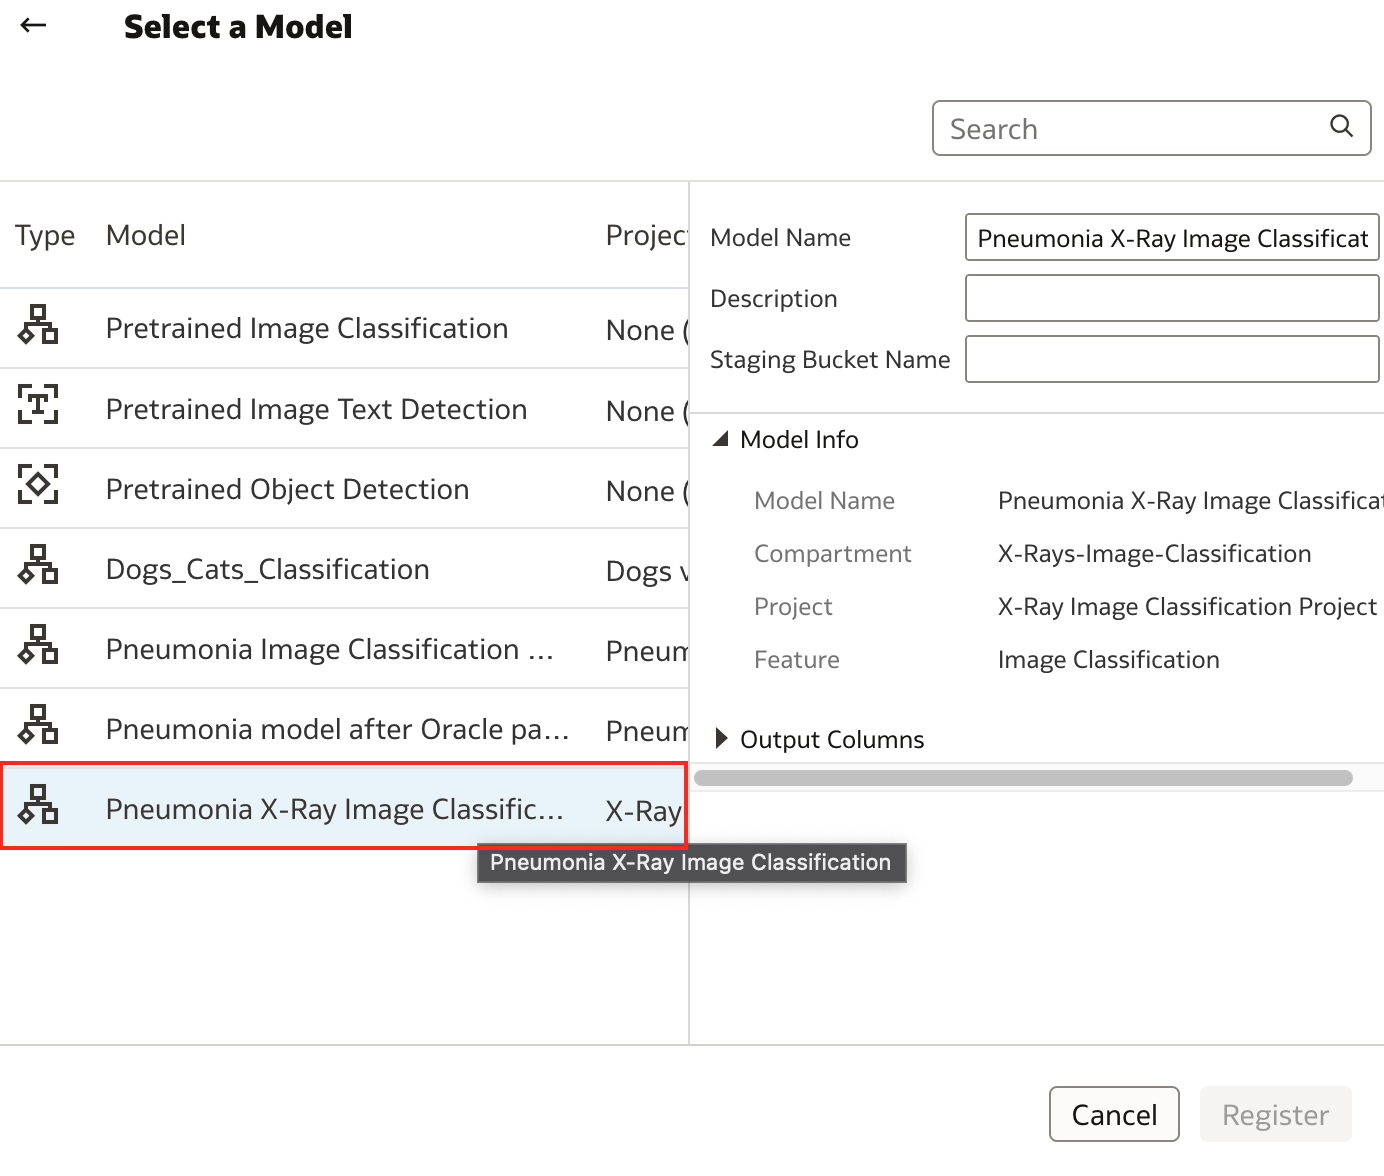 Select a Model
Search
Type Model Projec
Pretrained Image Classification None (
Pretrained Image Text Detection None (
Pretrained Object Detection None (
Dogs_Cats_Classification Dogs v
Pneumonia Image Classification ... Pneum
Pneumonia model after Oracle pa... Pneum
Pneumonia X-Ray Image Classific... X-Ray
Pneumonia X-Ray Image Classification
Model Name Pneumonia X-Ray Image Classificat
Description
Staging Bucket Name
Model Info
Model Name Pneumonia X-Ray Image Classificat
Compartment X-Rays-Image-Classification
Project X-Ray Image Classification Project
Feature Image Classification
Output Columns
Cancel Register